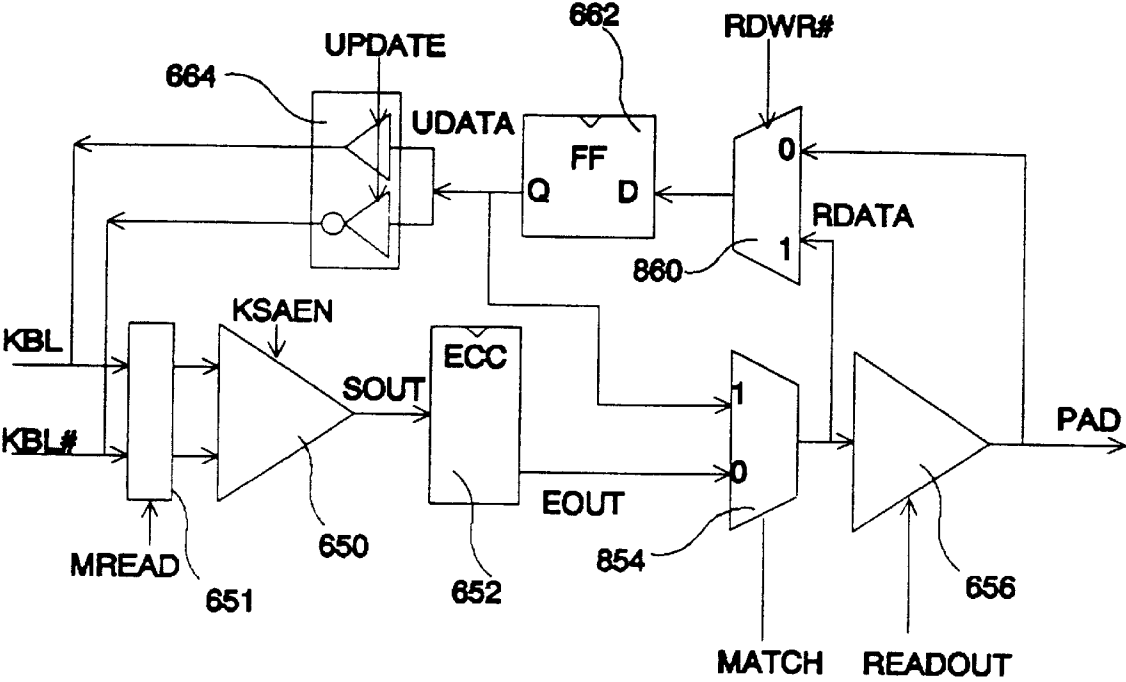 662
RDWR#
UPDATE
664
UDATA
FF
Q
D
0
RDATA
1
860
KSAEN
KBL
ECC
SOUT
1
PAD
KBL#
0
EOUT
650
854
MREAD
651
652
656
MATCH
READOUT